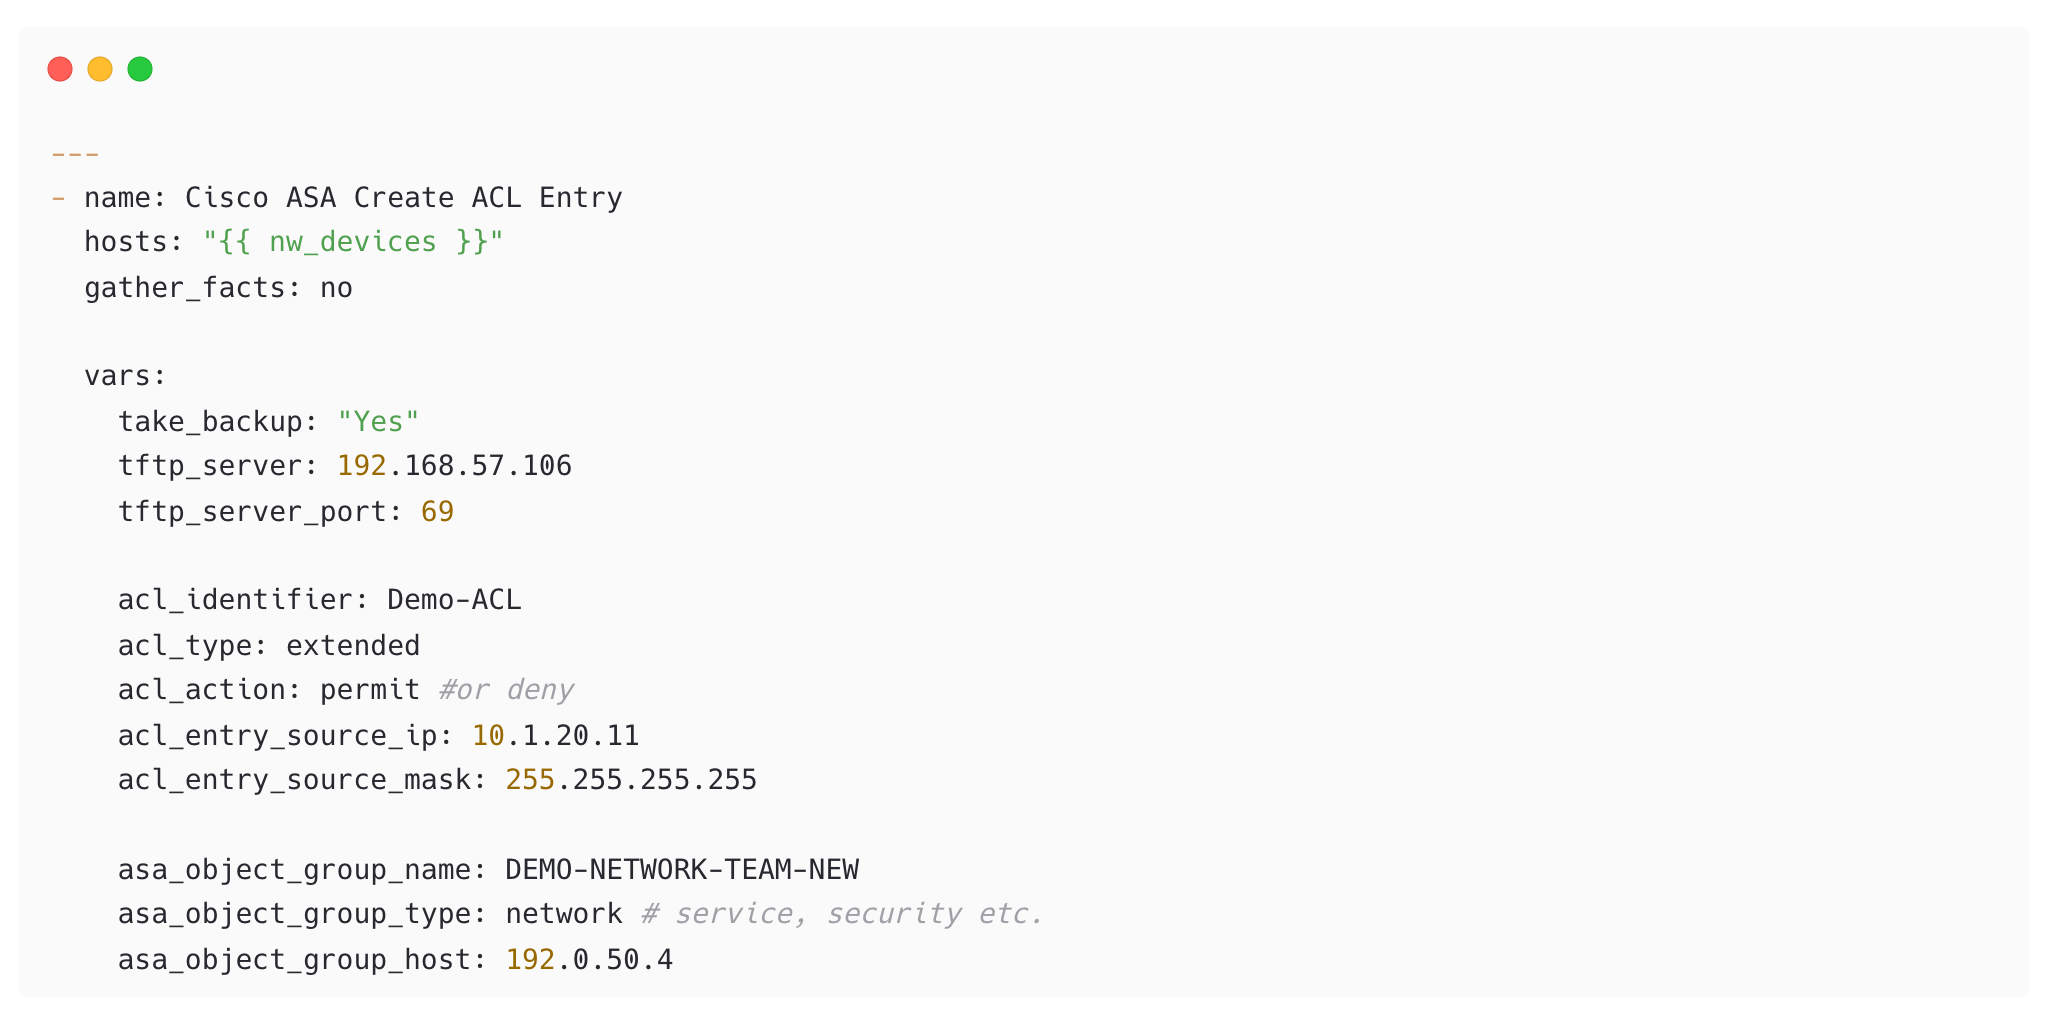 ---
- name: Cisco ASA Create ACL Entry
  hosts: "{{ nw_devices }}"
  gather_facts: no

  vars:
    take_backup: "Yes"
    tftp_server: 192.168.57.106
    tftp_server_port: 69

    acl_identifier: Demo-ACL
    acl_type: extended
    acl_action: permit #or deny
    acl_entry_source_ip: 10.1.20.11
    acl_entry_source_mask: 255.255.255.255

    asa_object_group_name: DEMO-NETWORK-TEAM-NEW
    asa_object_group_type: network # service, security etc.
    asa_object_group_host: 192.0.50.4